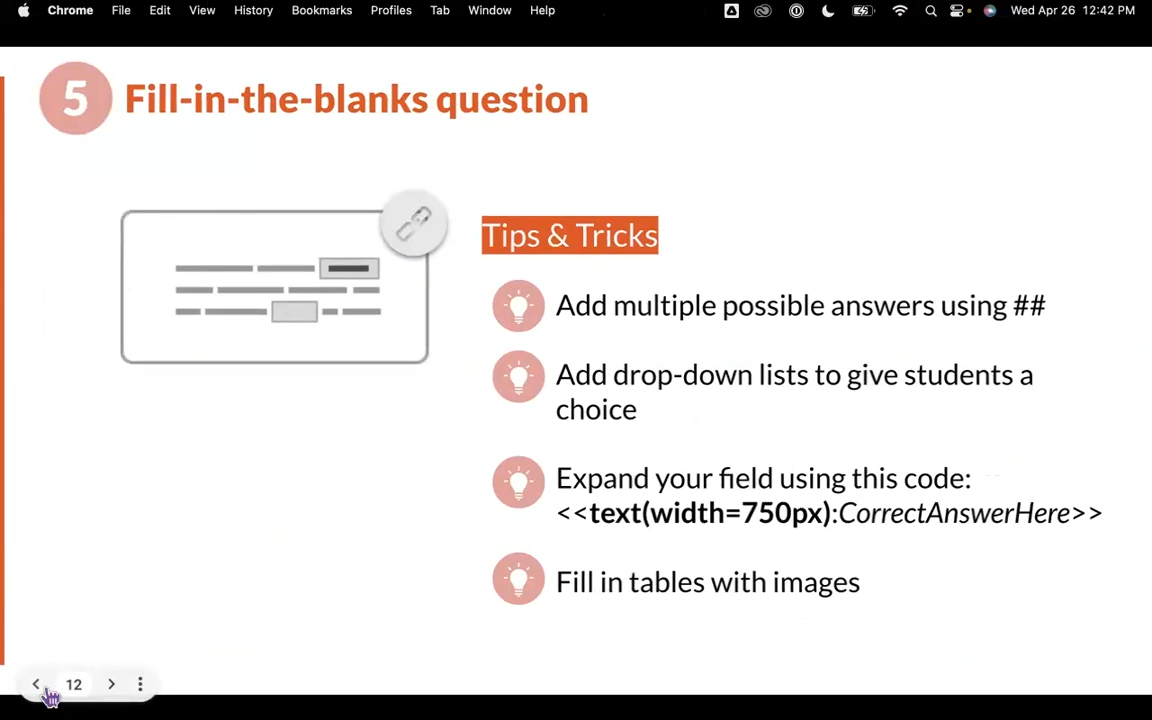 Chrome File Edit View History Bookmarks Profiles Tab Window Help Wed Apr 26 12:42 PM
5 Fill-in-the-blanks question
Tips & Tricks
Add multiple possible answers using ##
Add drop-down lists to give students a
choice
Expand your field using this code:
<<text(width=750px):CorrectAnswerHere>>
Fill in tables with images
12